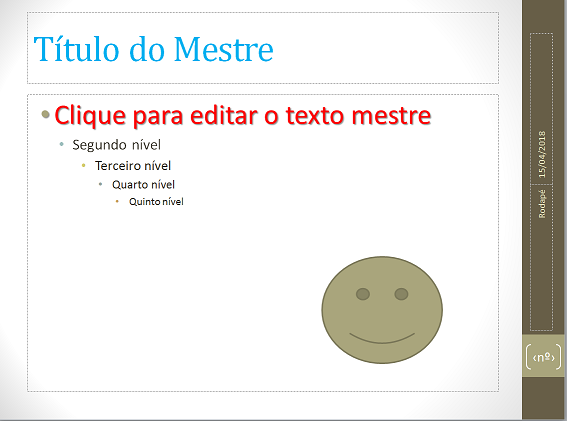 Título do Mestre
Clique para editar o texto mestre
Segundo nível
Terceiro nível
Quarto nível
Quinto nível
15/04/2018
Rodapé
‹nº›